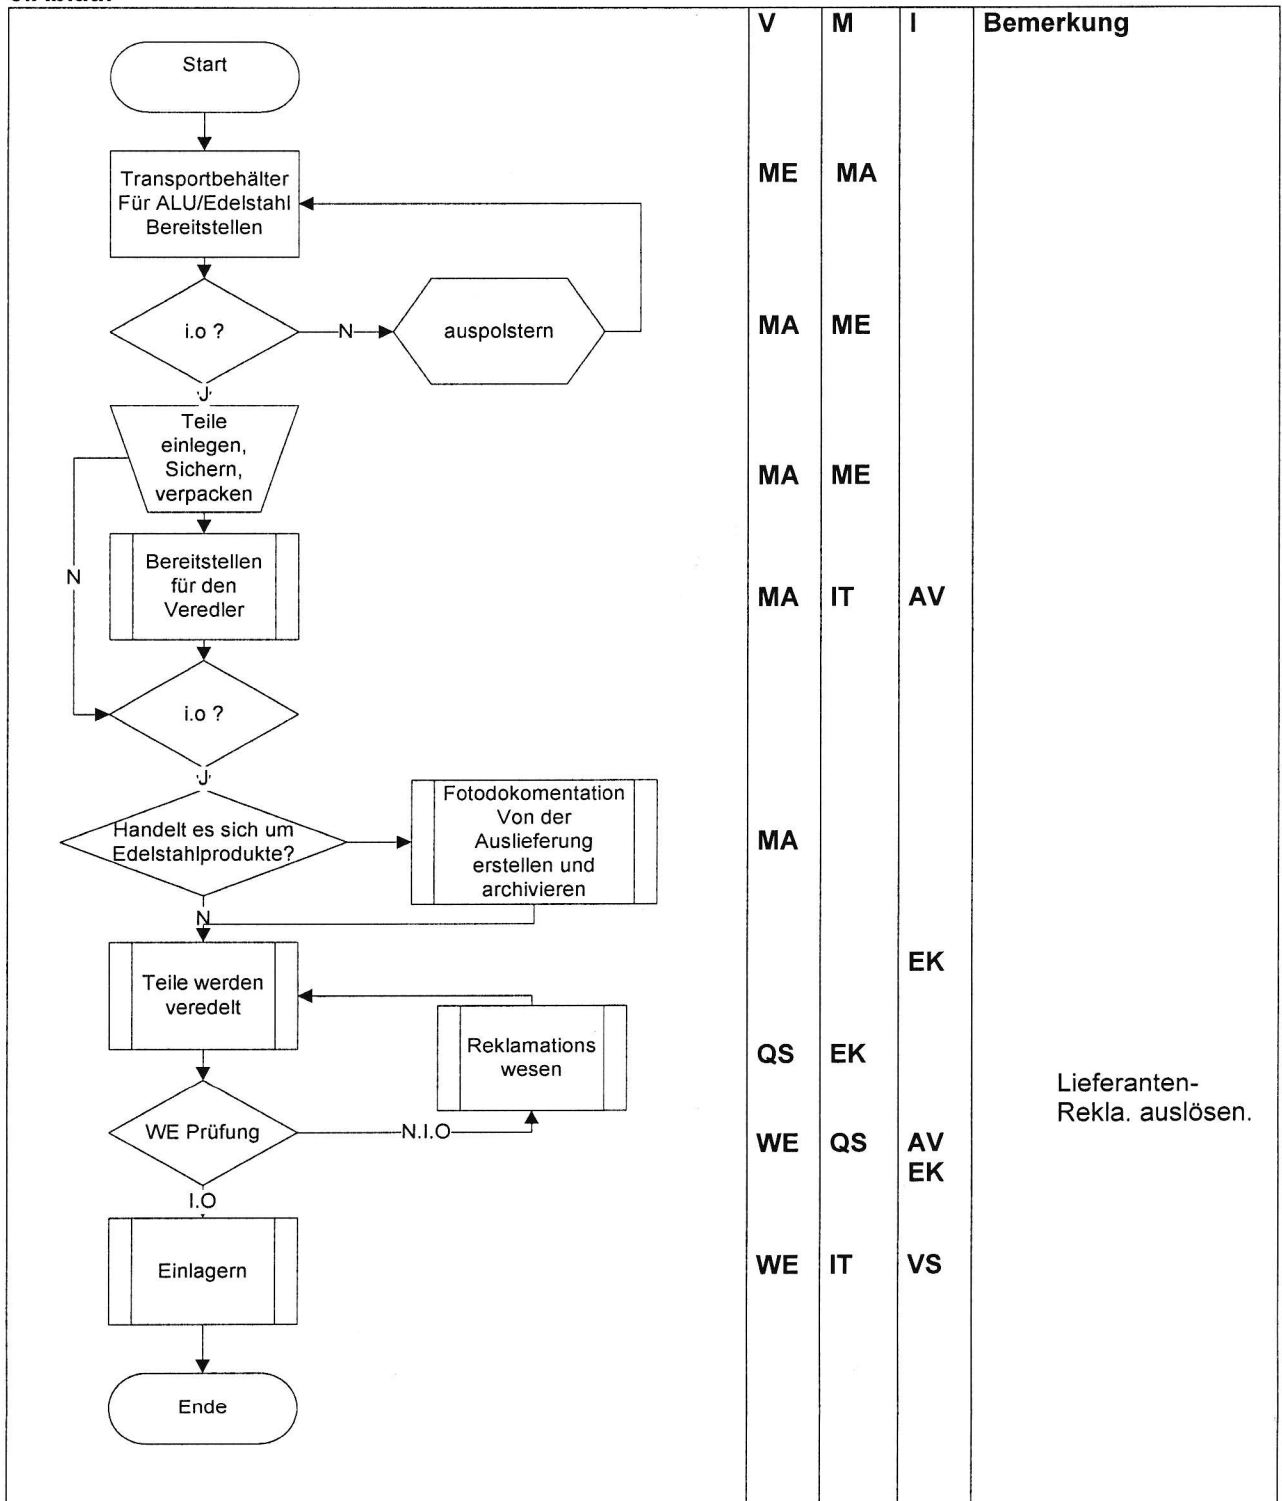 V M I Bemerkung
Start
Transportbehälter
Für ALU/Edelstahl
Bereitstellen
ME MA
i.o ?
N
auspolstern
MA ME
J
Teile
einlegen,
Sichern,
verpacken
MA ME
N
Bereitstellen
für den
Veredler
MA IT AV
i.o ?
J
Handelt es sich um
Edelstahlprodukte?
Fotodokomentation
Von der
Auslieferung
erstellen und
archivieren
MA
N
EK
Teile werden
veredelt
Reklamations
wesen
QS EK
Lieferanten-
Rekla. auslösen.
WE Prüfung
N.I.O
WE QS AV
EK
I.O
Einlagern
WE IT VS
Ende